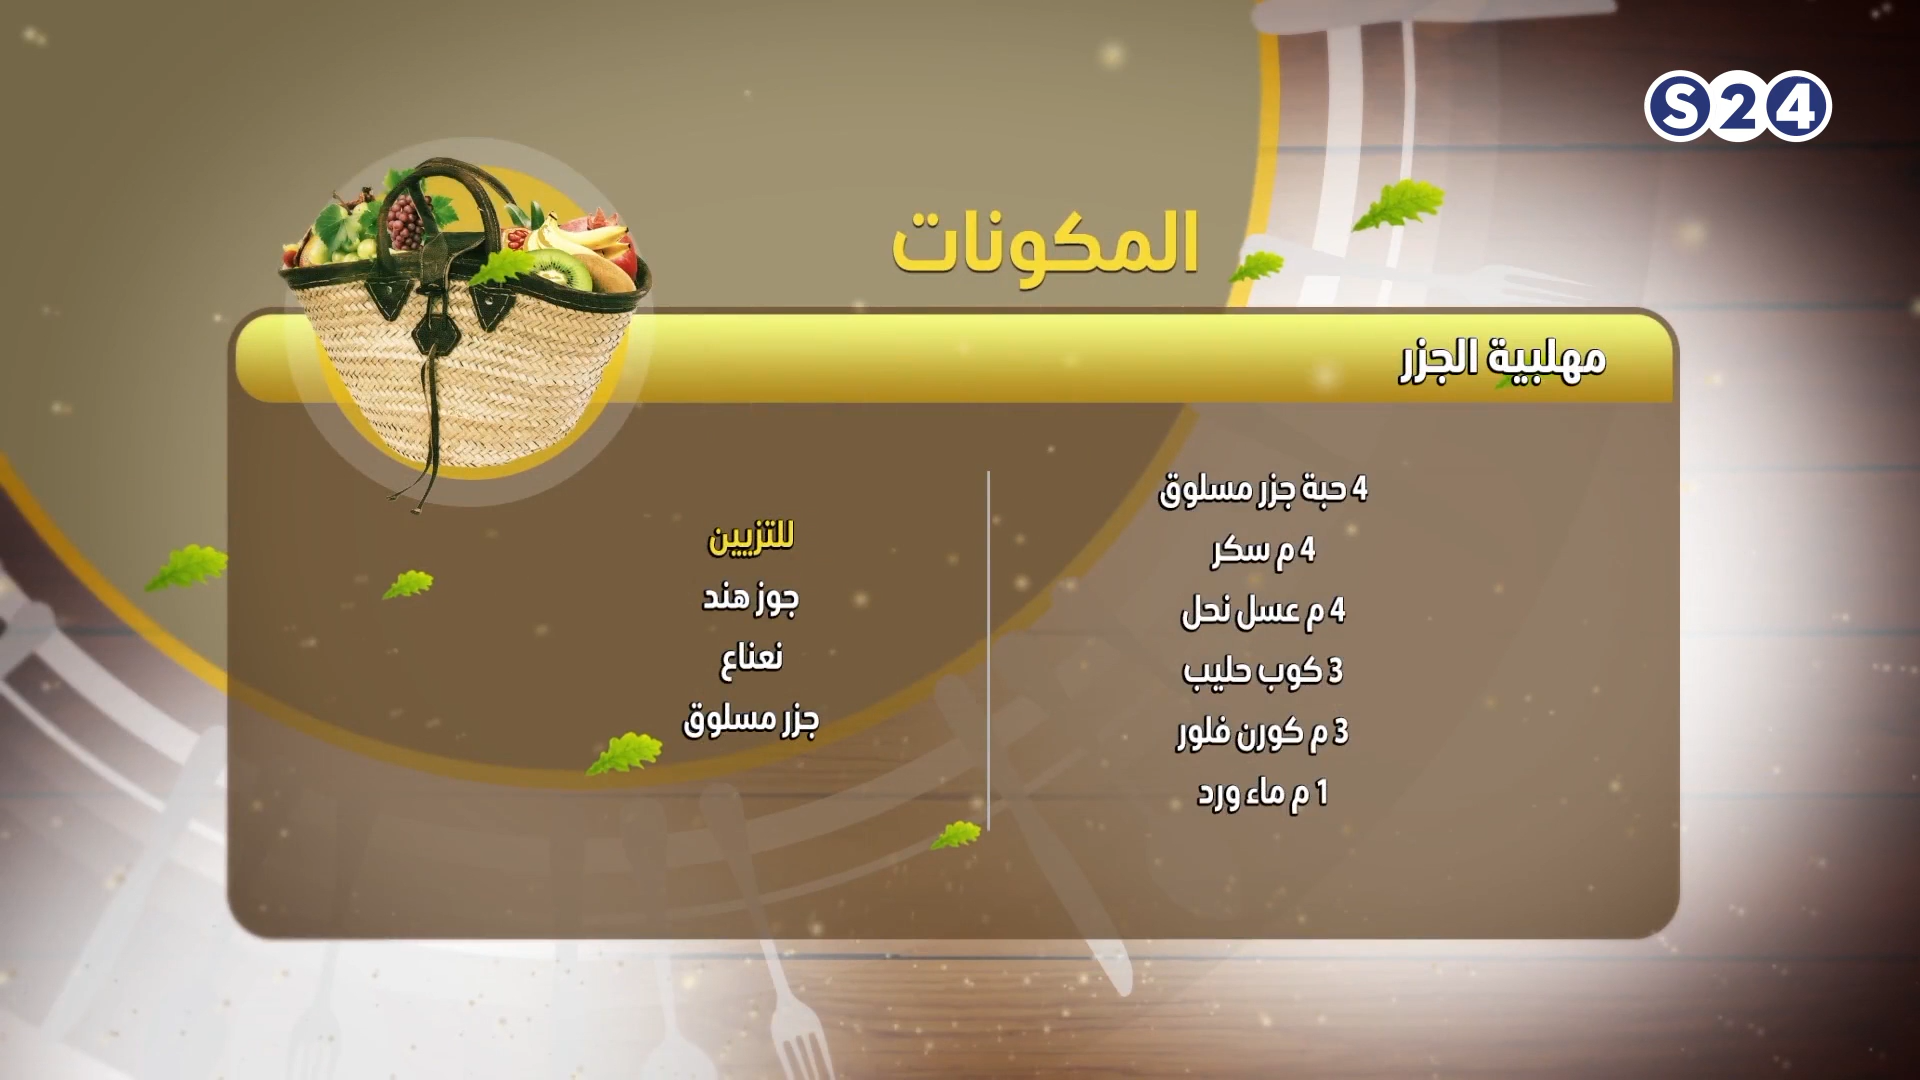 S24
المكونات
مهلبية الجزر
4 حبة جزر مسلوق
4 م سكر
4 م عسل نحل
3 كوب حليب
3 م كورن فلور
1 م ماء ورد
للتزيين
جوز هند
نعناع
جزر مسلوق